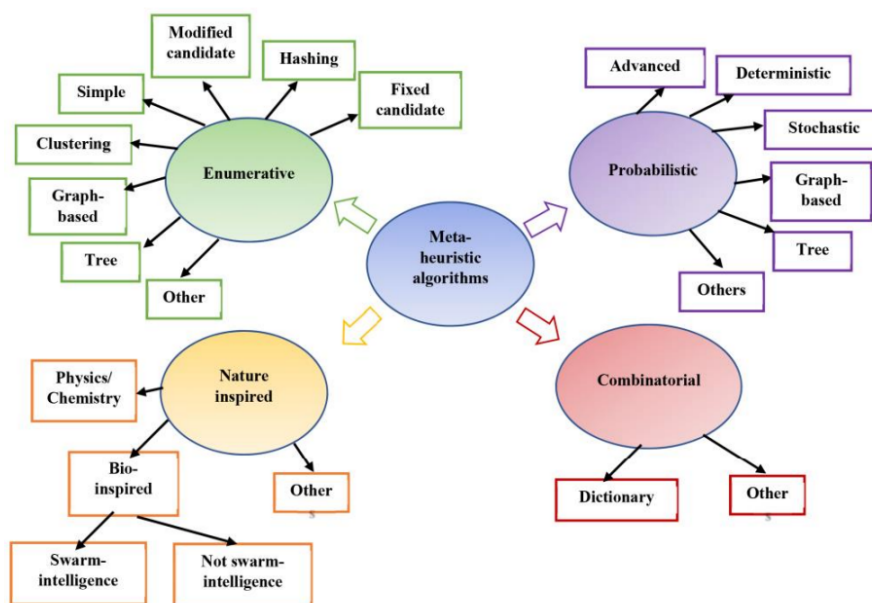 Modified
candidate
Hashing
Simple
Fixed
candidate
Clustering
Enumerative
Graph-
based
Tree
Other
Advanced
Deterministic
Stochastic
Probabilistic
Graph-
based
Tree
Others
Meta-
heuristic
algorithms
Physics/
Chemistry
Nature
inspired
Bio-
inspired
Other
s
Swarm-
intelligence
Not swarm-
intelligence
Combinatorial
Dictionary
Other
s